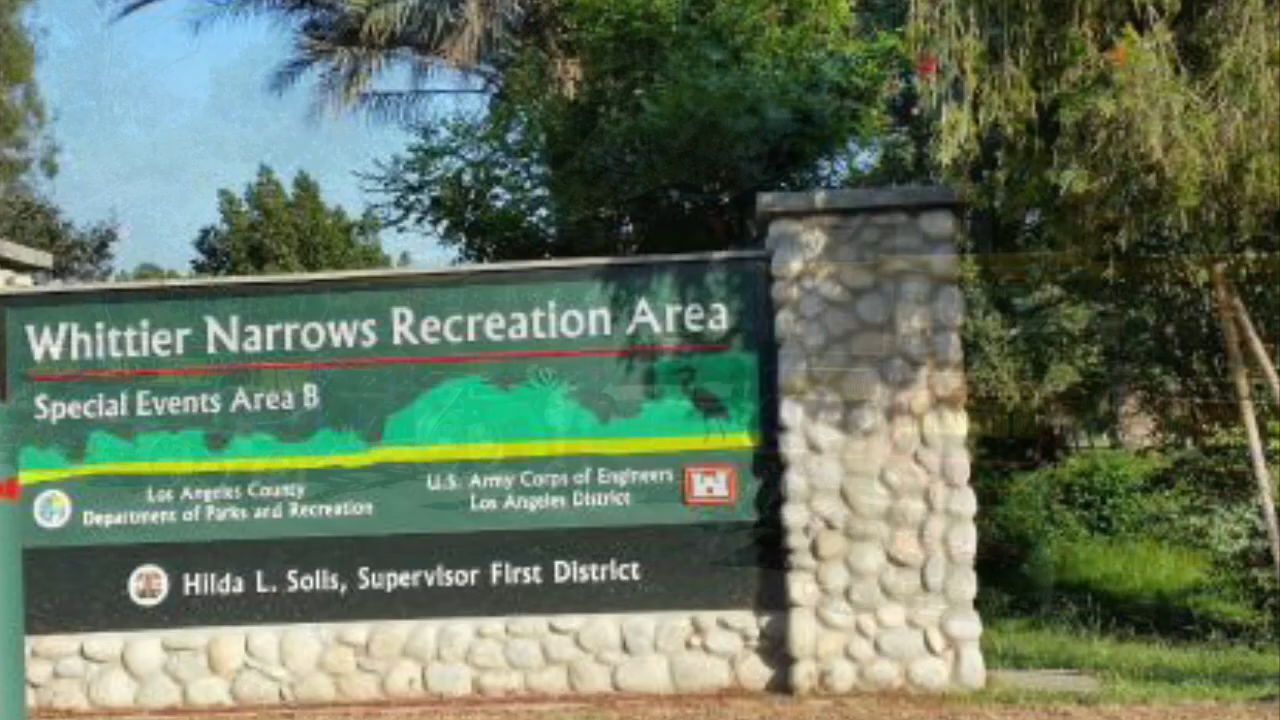 Whittier Narrows Recreation Area
Special Events Area B
Los Angeles County
Department of Parks and Recreation
U.S. Army Corps of Engineers
Los Angeles District
Hilda L. Solis, Supervisor First District